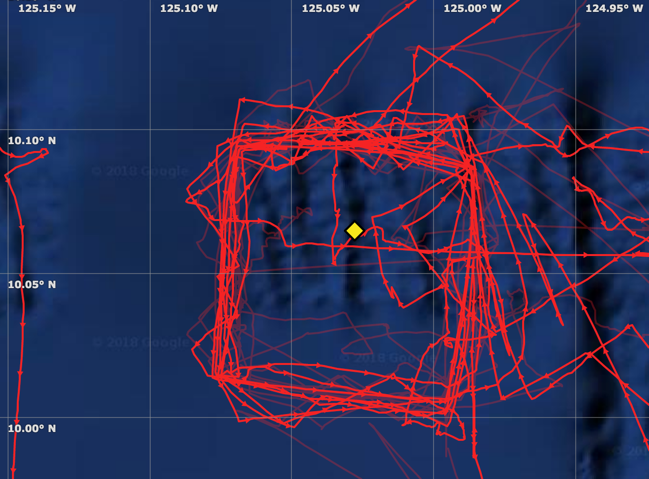 125.15° W
125.10° W
125.05° W
125.00° W
124.95° W
10.10° N
© 2018 Google
10.05° N
© 2018 Google
© 2018 Google
10.00° N